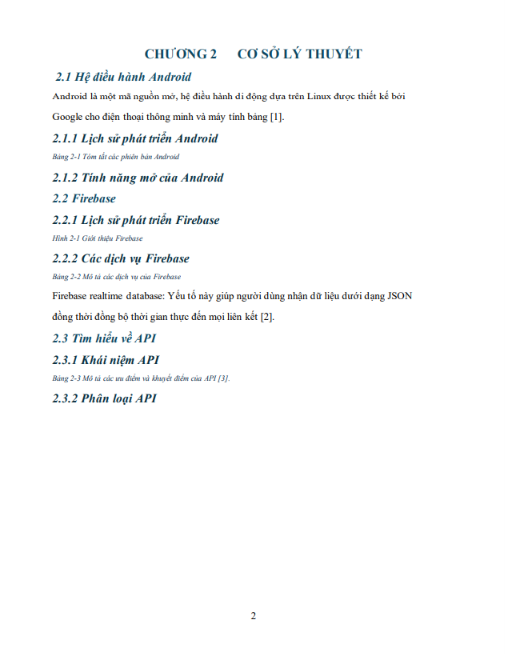 CHƯƠNG 2 CƠ SỞ LÝ THUYẾT
2.1 Hệ điều hành Android
Android là một mã nguồn mở, hệ điều hành di động dựa trên Linux được thiết kế bởi
Google cho điện thoại thông minh và máy tính bảng [1].
2.1.1 Lịch sử phát triển Android
Bảng 2-1 Tóm tắt các phiên bản Android
2.1.2 Tính năng mở của Android
2.2 Firebase
2.2.1 Lịch sử phát triển Firebase
Hình 2-1 Giới thiệu Firebase
2.2.2 Các dịch vụ Firebase
Bảng 2-2 Mô tả các dịch vụ của Firebase
Firebase realtime database: Yếu tố này giúp người dùng nhận dữ liệu dưới dạng JSON
đồng thời đồng bộ thời gian thực đến mọi liên kết [2].
2.3 Tìm hiểu về API
2.3.1 Khái niệm API
Bảng 2-3 Mô tả các ưu điểm và khuyết điểm của API [3].
2.3.2 Phân loại API
2